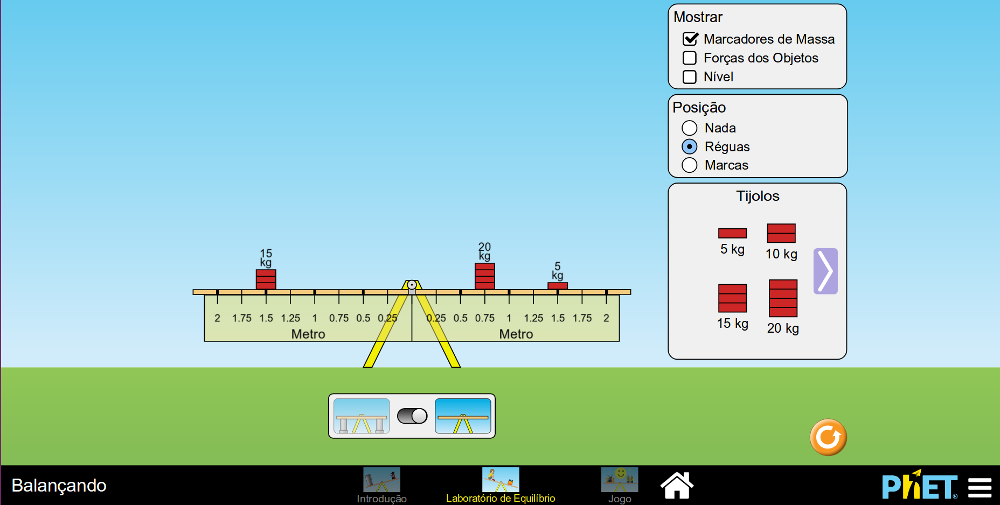 Mostrar
Marcadores de Massa
Forças dos Objetos
Nível
Posição
Nada
Réguas
Marcas
Tijolos
5 kg
10 kg
15 kg
20 kg
15
kg
20
kg
5
kg
2 1.75 1.5 1.25 1 0.75 0.5 0.25 0.25 0.5 0.75 1 1.25 1.5 1.75 2
Metro Metro
Balançando
Introdução
Laboratório de Equilíbrio
Jogo
PhET®